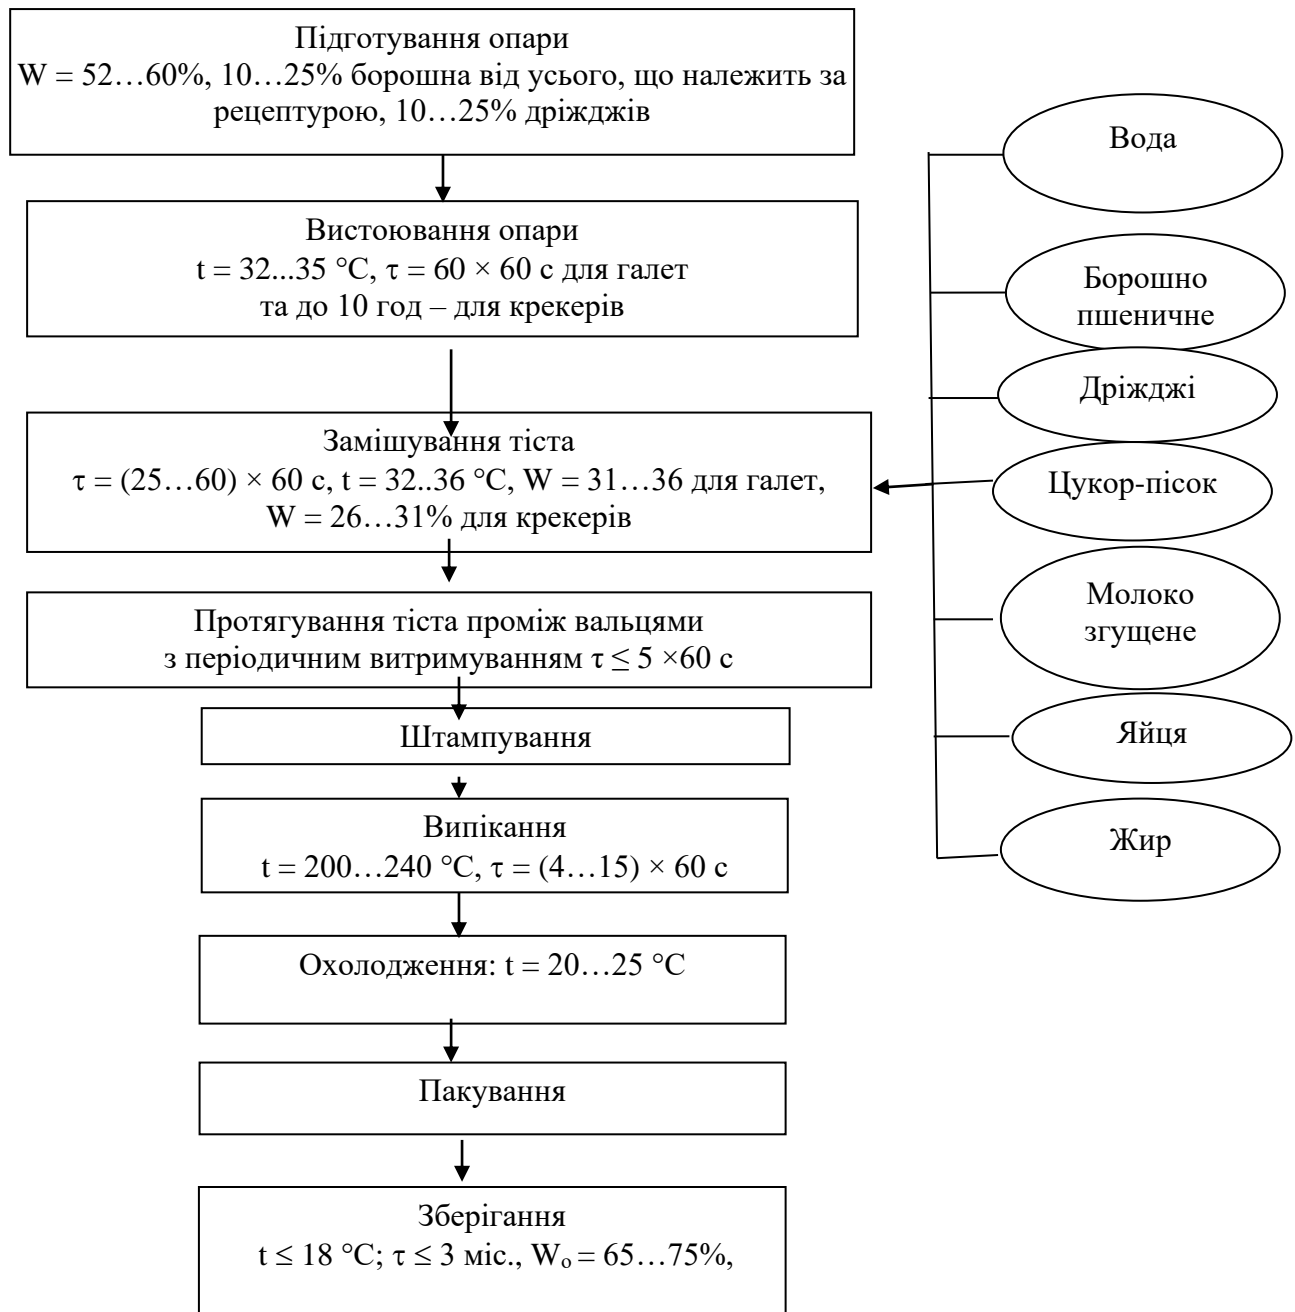 Підготування опари
W = 52…60%, 10…25% борошна від усього, що належить за
рецептурою, 10…25% дріжджів
Вистоювання опари
t = 32...35 °C, τ = 60 × 60 с для галет
та до 10 год – для крекерів
Замішування тіста
τ = (25…60) × 60 с, t = 32..36 °C, W = 31…36 для галет,
W = 26…31% для крекерів
Протягування тіста проміж вальцями
з періодичним витримуванням τ ≤ 5 ×60 с
Штампування
Випікання
t = 200…240 °C, τ = (4…15) × 60 с
Охолодження: t = 20…25 °C
Пакування
Зберігання
t ≤ 18 °C; τ ≤ 3 міс., Wо = 65…75%,
Вода
Борошно
пшеничне
Дріжджі
Цукор-пісок
Молоко
згущене
Яйця
Жир